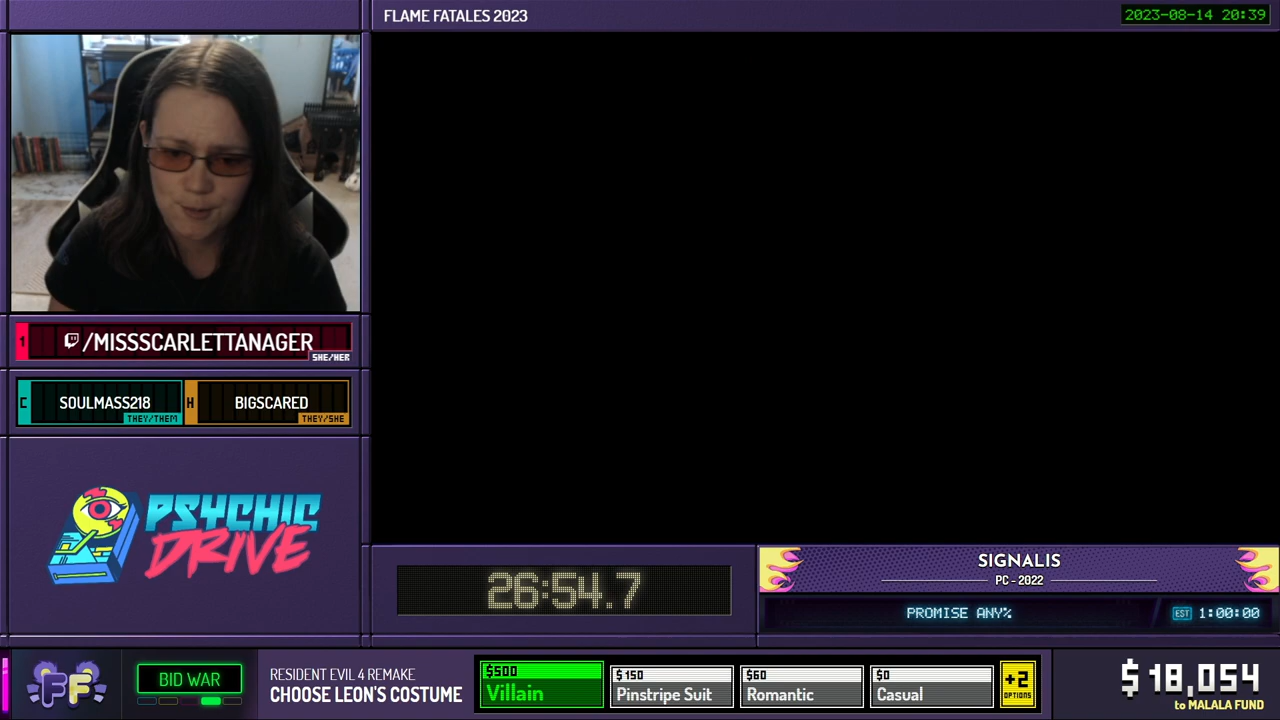 FLAME FATALES 2023
2023-08-14 20:39
1
/MISSSCARLETTANAGER
SHE/HER
C
SOULMASS218
THEY/THEM
H
BIGSCARED
THEY/SHE
PSYCHIC
DRIVE
26:54.7
SIGNALIS
PC - 2022
PROMISE ANY%
EST 1:00:00
FF
BID WAR
RESIDENT EVIL 4 REMAKE
CHOOSE LEON'S COSTUME
$500
Villain
$150
Pinstripe Suit
$60
Romantic
$0
Casual
+2
OPTIONS
$18,054
to MALALA FUND